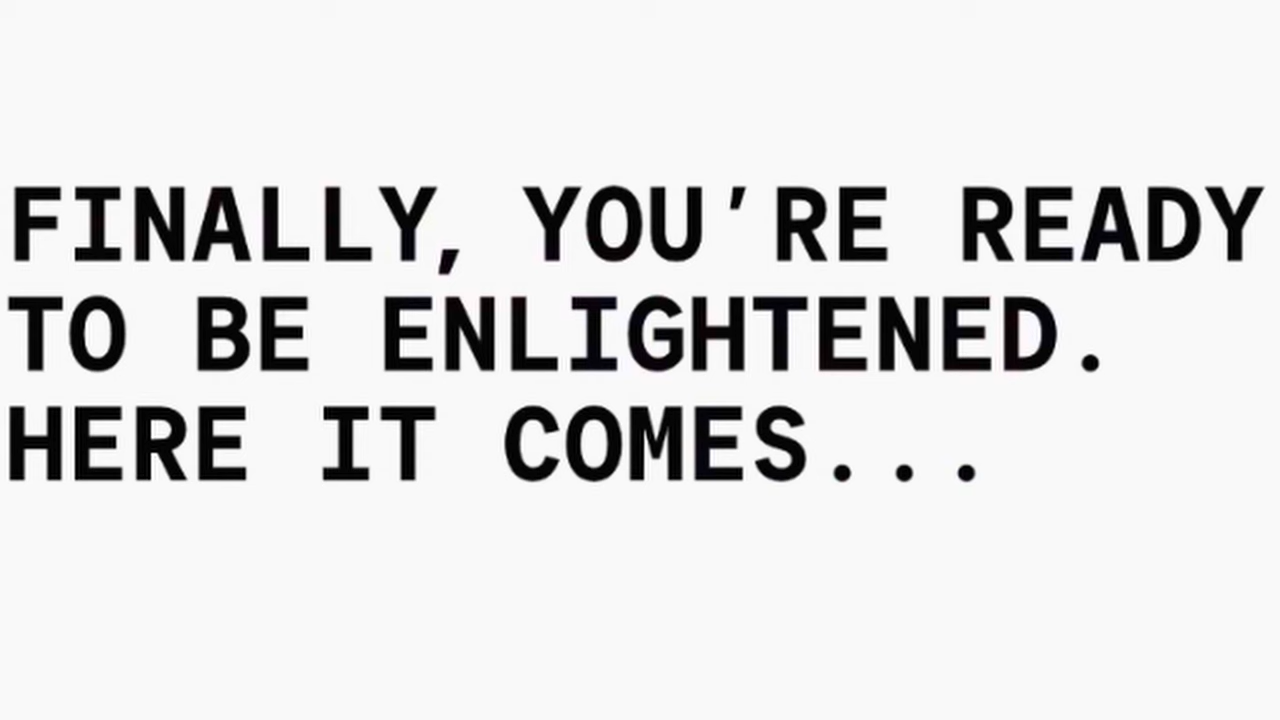 FINALLY, YOU’RE READY
TO BE ENLIGHTENED.
HERE IT COMES...